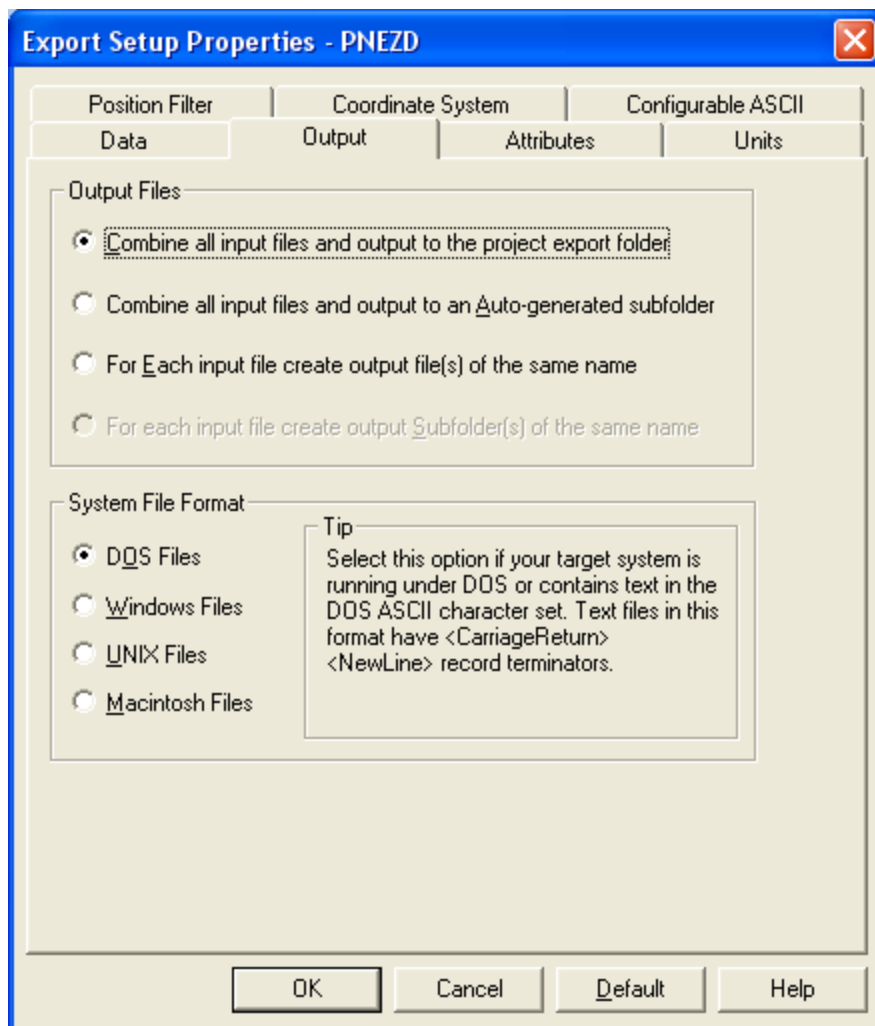 Export Setup Properties - PNEZD
Position Filter
Coordinate System
Configurable ASCII
Data
Output
Attributes
Units
Output Files
Combine all input files and output to the project export folder
Combine all input files and output to an Auto-generated subfolder
For Each input file create output file(s) of the same name
For each input file create output Subfolder(s) of the same name
System File Format
DOS Files
Windows Files
UNIX Files
Macintosh Files
Tip
Select this option if your target system is
running under DOS or contains text in the
DOS ASCII character set. Text files in this
format have <CarriageReturn>
<NewLine> record terminators.
OK
Cancel
Default
Help